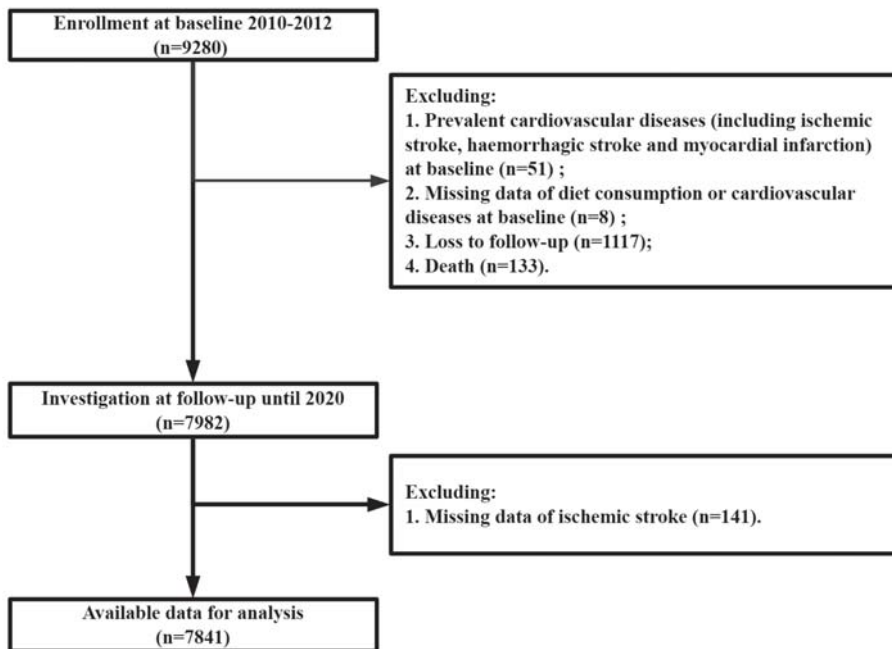 Enrollment at baseline 2010-2012
(n=9280)
Excluding:
1. Prevalent cardiovascular diseases (including ischemic
stroke, haemorrhagic stroke and myocardial infarction)
at baseline (n=51) ;
2. Missing data of diet consumption or cardiovascular
diseases at baseline (n=8) ;
3. Loss to follow-up (n=1117);
4. Death (n=133).
Investigation at follow-up until 2020
(n=7982)
Excluding:
1. Missing data of ischemic stroke (n=141).
Available data for analysis
(n=7841)